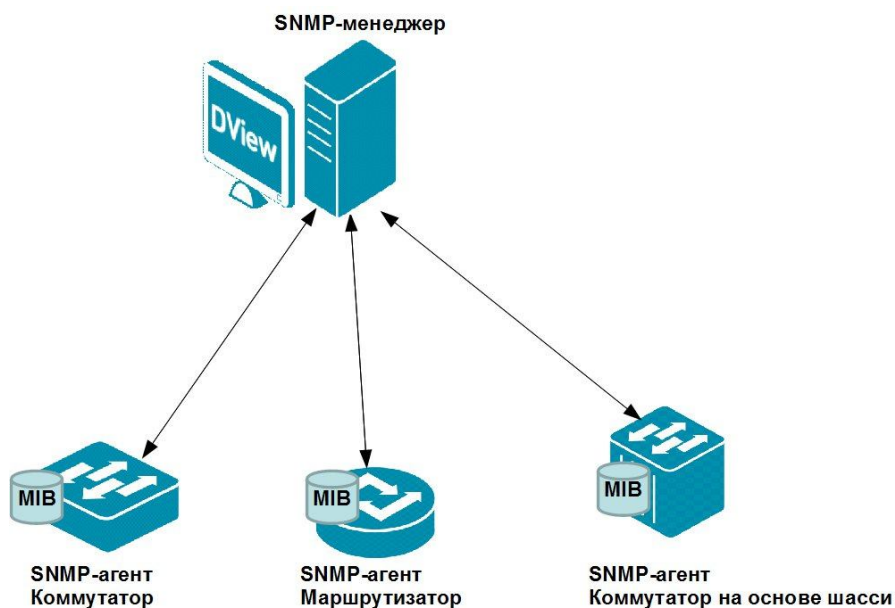 SNMP-менеджер
DView
MIB
MIB
MIB
SNMP-агент
Коммутатор
SNMP-агент
Маршрутизатор
SNMP-агент
Коммутатор на основе шасси